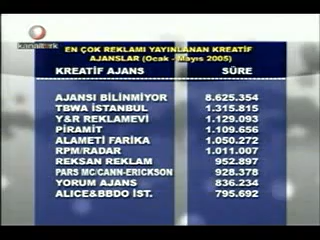 kanaltürk
EN ÇOK REKLAMI YAYINLANAN KREATİF
AJANSLAR (Ocak - Mayıs 2005)
KREATİF AJANS SÜRE
AJANSI BİLİNMİYOR 8.625.354
TBWA İSTANBUL 1.315.815
Y&R REKLAMEVİ 1.129.093
PİRAMİT 1.109.656
ALAMETİ FARİKA 1.050.272
RPM/RADAR 1.011.007
REKSAN REKLAM 952.897
PARS MC/CANN-ERICKSON 928.378
YORUM AJANS 836.234
ALICE&BBDO İST. 795.692